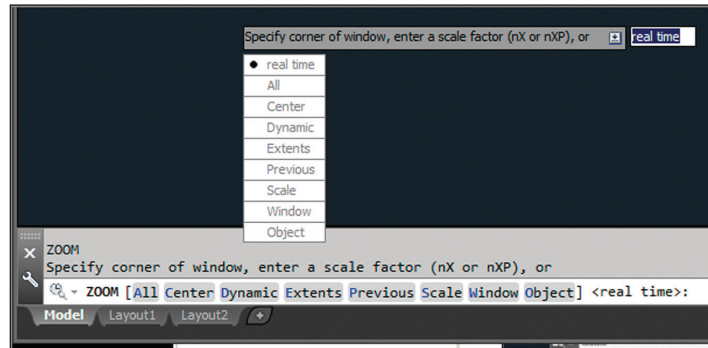 Specify corner of window, enter a scale factor (nX or nXP), or real time
real time
All
Center
Dynamic
Extents
Previous
Scale
Window
Object
ZOOM
Specify corner of window, enter a scale factor (nX or nXP), or
ZOOM [All Center Dynamic Extents Previous Scale Window Object] <real time>:
Model Layout1 Layout2 +